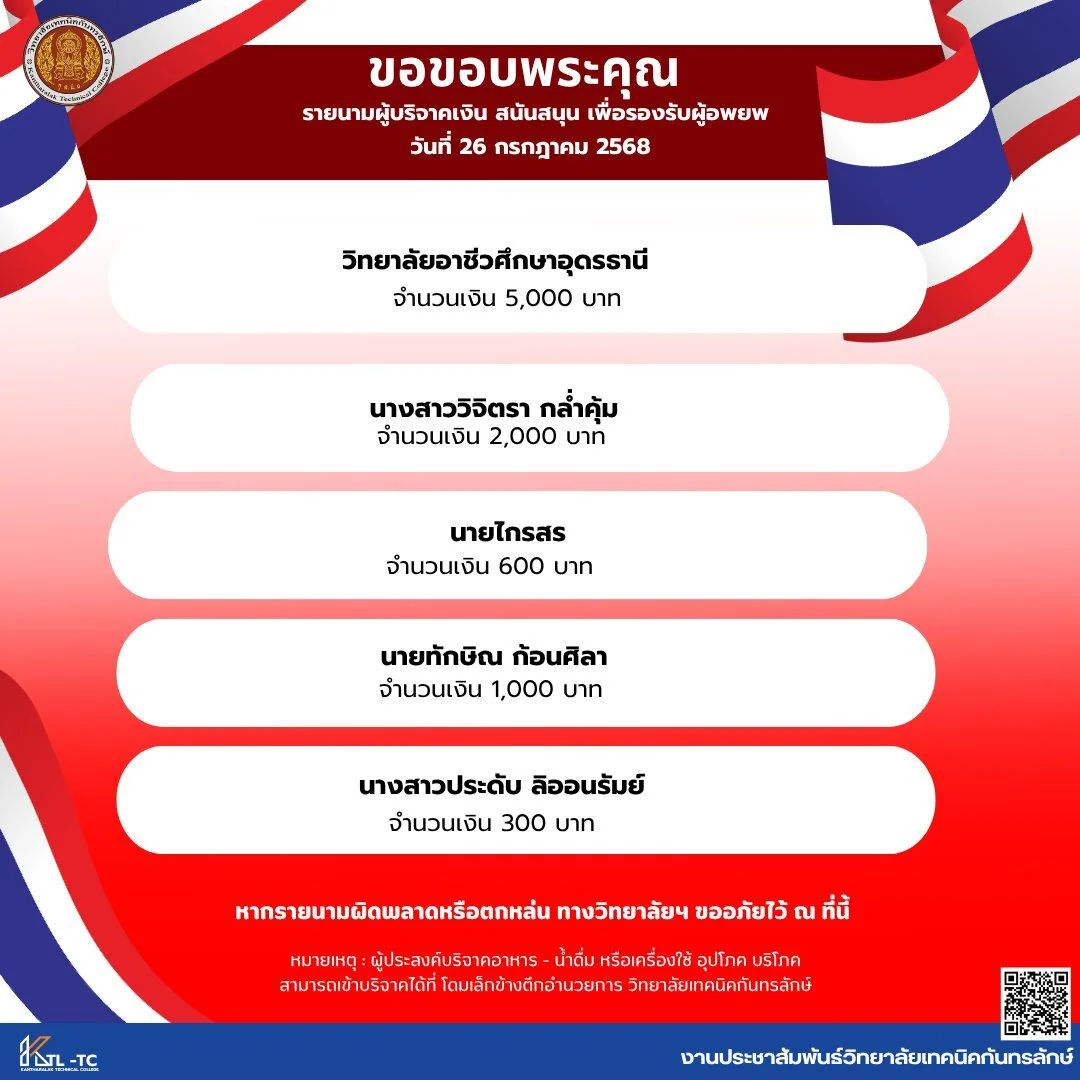 วิทยาลัยเทคนิคกันทรลักษ์
Kantharalak Technical College
ขอขอบพระคุณ
รายนามผู้บริจาคเงิน สนันสนุน เพื่อรองรับผู้อพยพ
วันที่ 26 กรกฎาคม 2568
วิทยาลัยอาชีวศึกษาอุดรธานี
จำนวนเงิน 5,000 บาท
นางสาววิจิตรา กล่ำคุ้ม
จำนวนเงิน 2,000 บาท
นายไกรสร
จำนวนเงิน 600 บาท
นายทักษิณ ก้อนศิลา
จำนวนเงิน 1,000 บาท
นางสาวประดับ ลิออนรัมย์
จำนวนเงิน 300 บาท
หากรายนามผิดพลาดหรือตกหล่น ทางวิทยาลัยฯ ขออภัยไว้ ณ ที่นี้
หมายเหตุ : ผู้ประสงค์บริจาคอาหาร - น้ำดื่ม หรือเครื่องใช้ อุปโภค บริโภค
สามารถเข้าบริจาคได้ที่ โดมเล็กข้างตึกอำนวยการ วิทยาลัยเทคนิคกันทรลักษ์
KTL -TC
KANTHARALAK TECHNICAL COLLEGE
งานประชาสัมพันธ์วิทยาลัยเทคนิคกันทรลักษ์